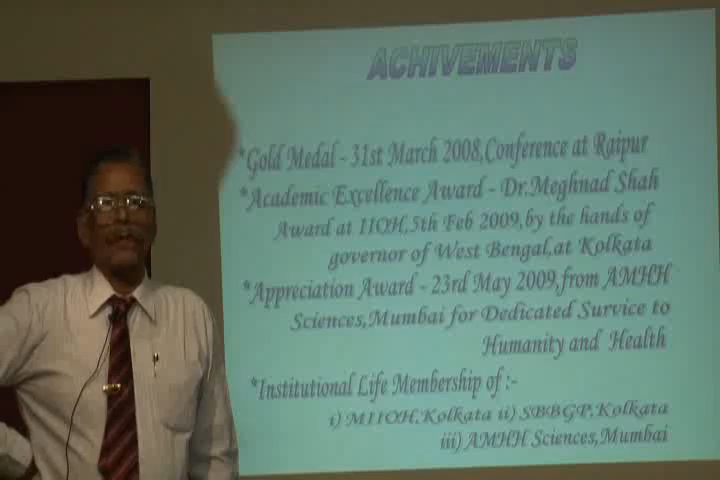 ACHIVEMENTS
*Gold Medal - 31st March 2008,Conference at Raipur
*Academic Excellence Award - Dr.Meghnad Shah
Award at IIOH,5th Feb 2009,by the hands of
governor of West Bengal,at Kolkata
*Appreciation Award - 23rd May 2009,from AMHH
Sciences,Mumbai for Dedicated Survice to
Humanity and Health
*Institutional Life Membership of :-
i) MIIOH,Kolkata ii) SBBGP,Kolkata
iii) AMHH Sciences,Mumbai